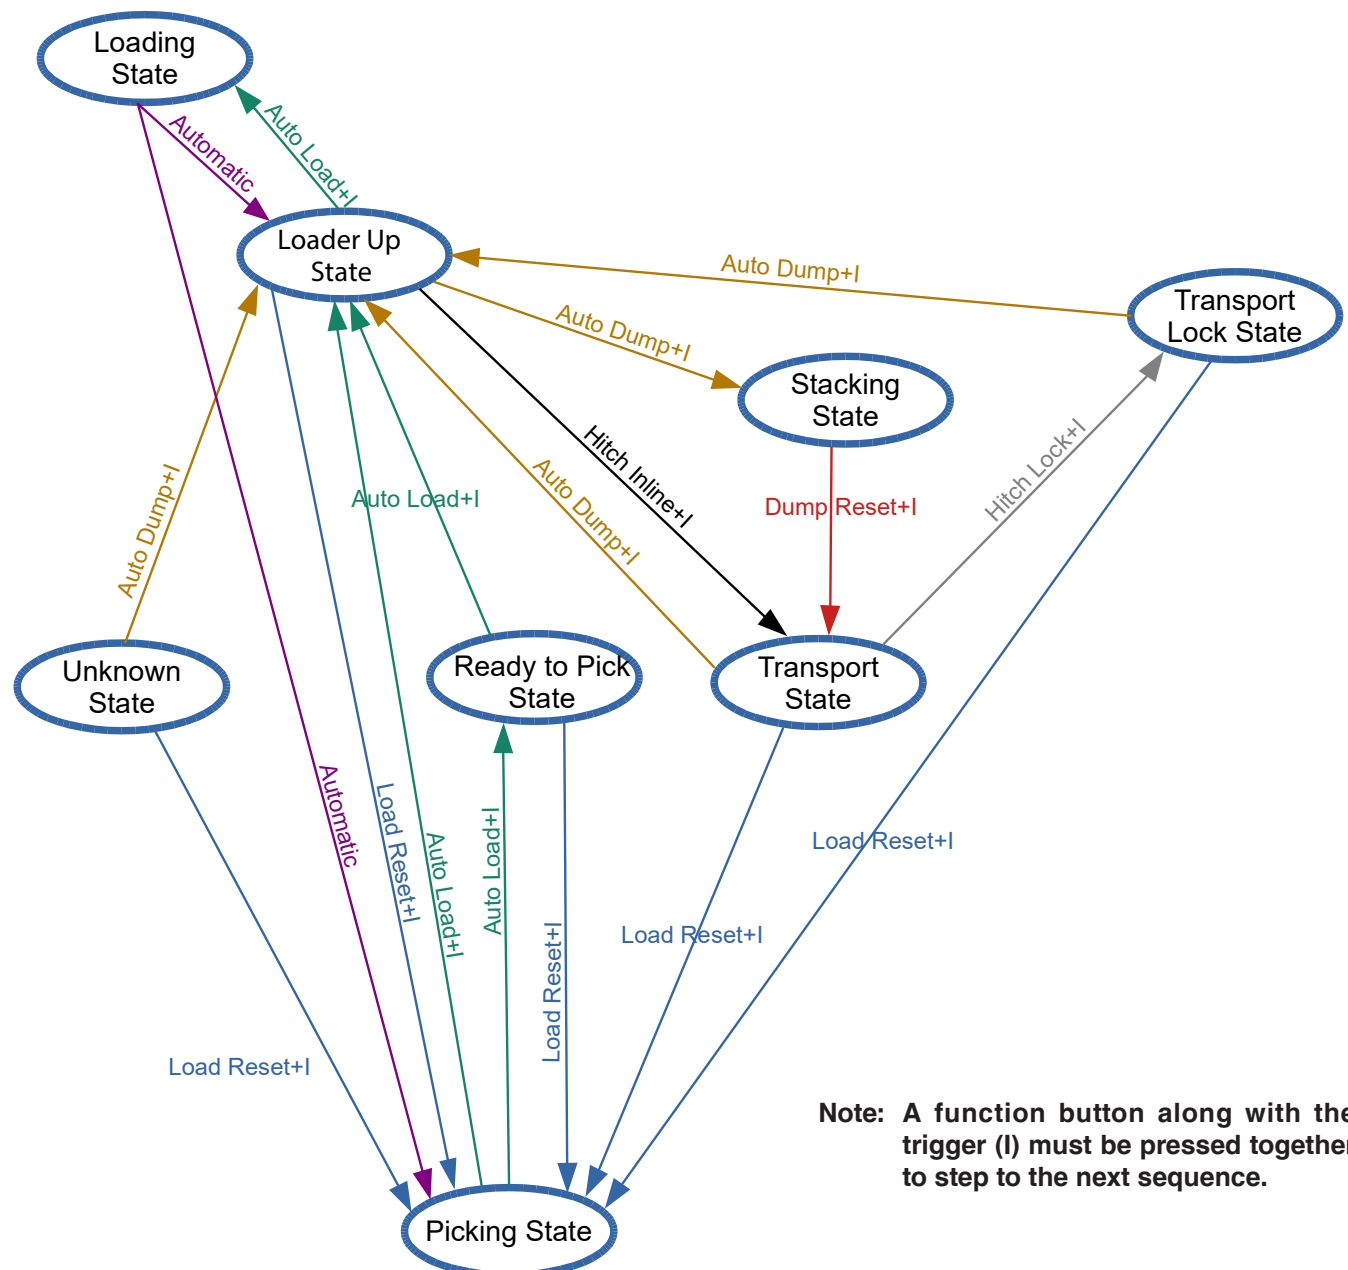 Loading
State
Automatic
Auto Load+I
Loader Up
State
Auto Dump+I
Transport
Lock State
Auto Dump+I
Stacking
State
Hitch Inline+I
Auto Dump+I
Auto Load+I
Dump Reset+I
Hitch Lock+I
Auto Dump+I
Unknown
State
Ready to Pick
State
Transport
State
Automatic
Load Reset+I
Auto Load+I
Auto Load+I
Load Reset+I
Load Reset+I
Load Reset+I
Load Reset+I
Note: A function button along with the
trigger (I) must be pressed together
to step to the next sequence.
Picking State